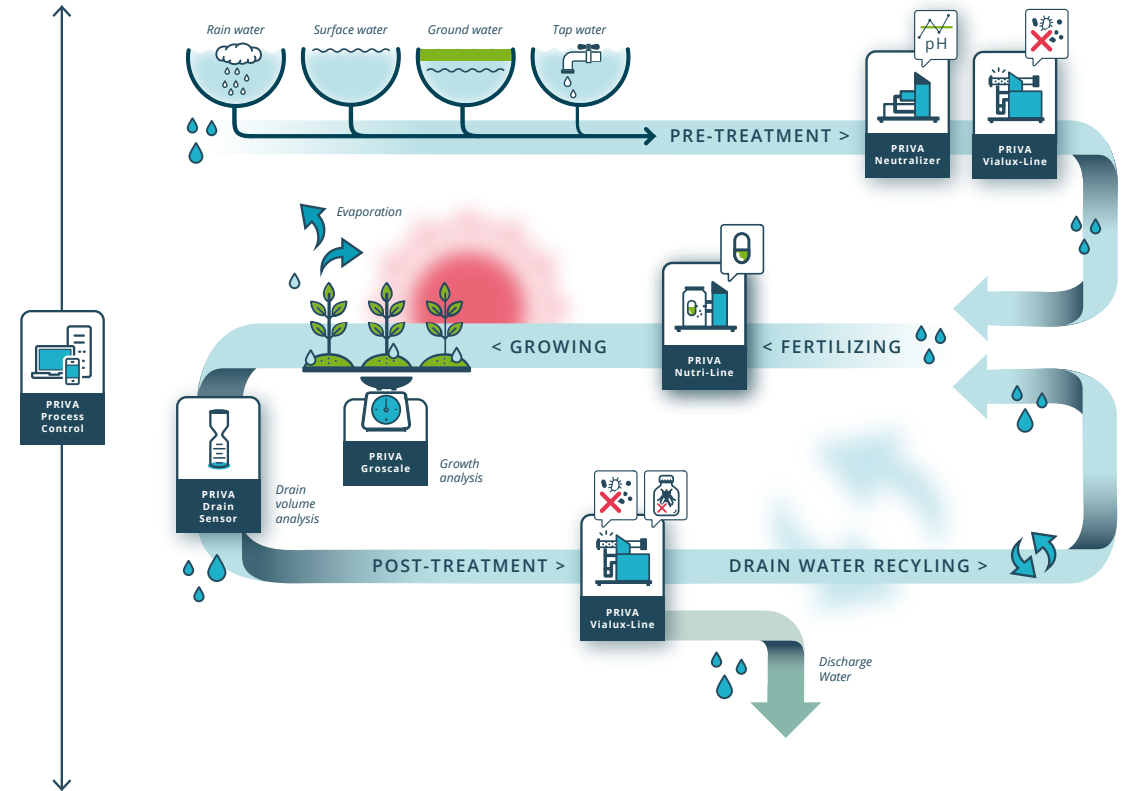 Rain water
Surface water
Ground water
Tap water
pH
PRE-TREATMENT >
PRIVA
Neutralizer
PRIVA
Vialux-Line
Evaporation
< GROWING
PRIVA
Nutri-Line
< FERTILIZING
PRIVA
Process
Control
PRIVA
Groscale
Growth
analysis
PRIVA
Drain
Sensor
Drain
volume
analysis
POST-TREATMENT >
PRIVA
Vialux-Line
DRAIN WATER RECYLING >
Discharge
Water